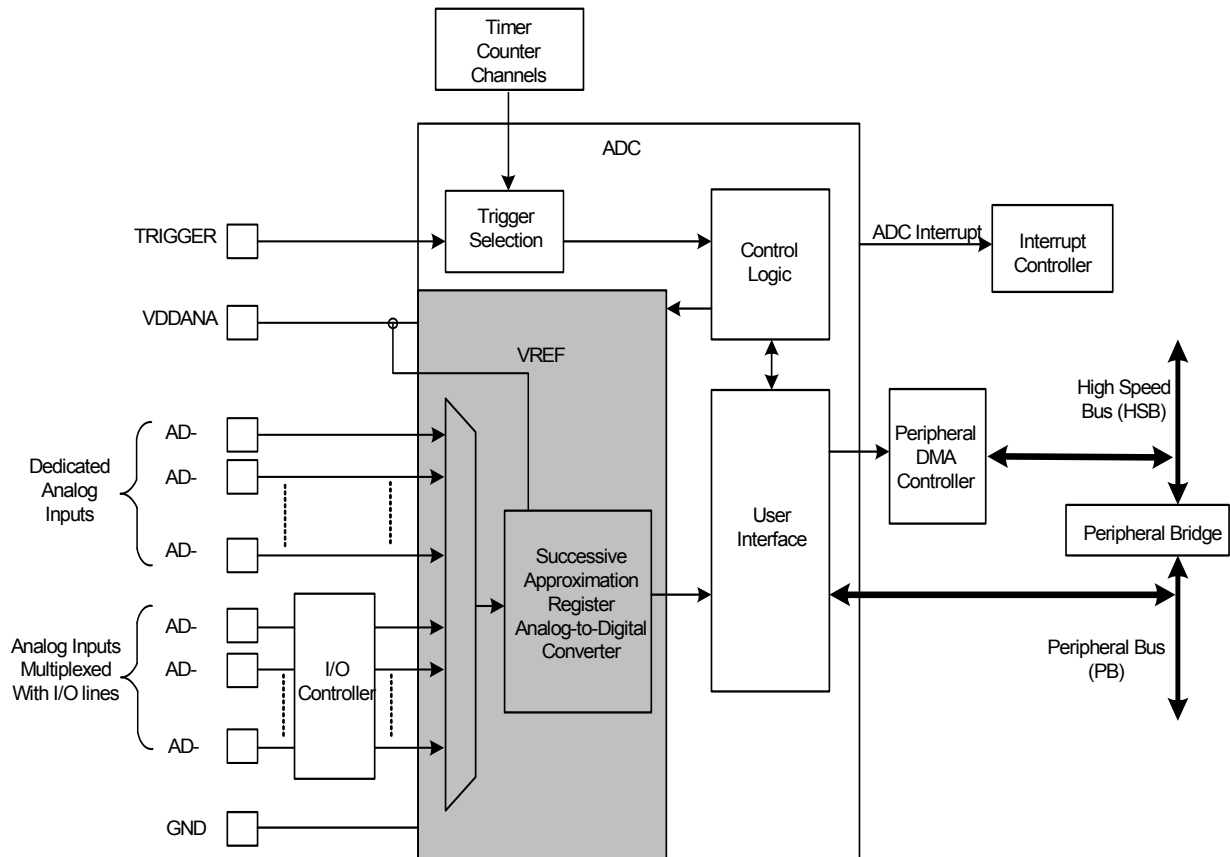 Timer
Counter
Channels
ADC
TRIGGER
Trigger
Selection
Control
Logic
ADC Interrupt
Interrupt
Controller
VDDANA
VREF
High Speed
Bus (HSB)
Dedicated
Analog
Inputs
AD-
AD-
AD-
Peripheral
DMA
Controller
User
Interface
Peripheral Bridge
Successive
Approximation
Register
Analog-to-Digital
Converter
Analog Inputs
Multiplexed
With I/O lines
AD-
AD-
AD-
I/O
Controller
Peripheral Bus
(PB)
GND